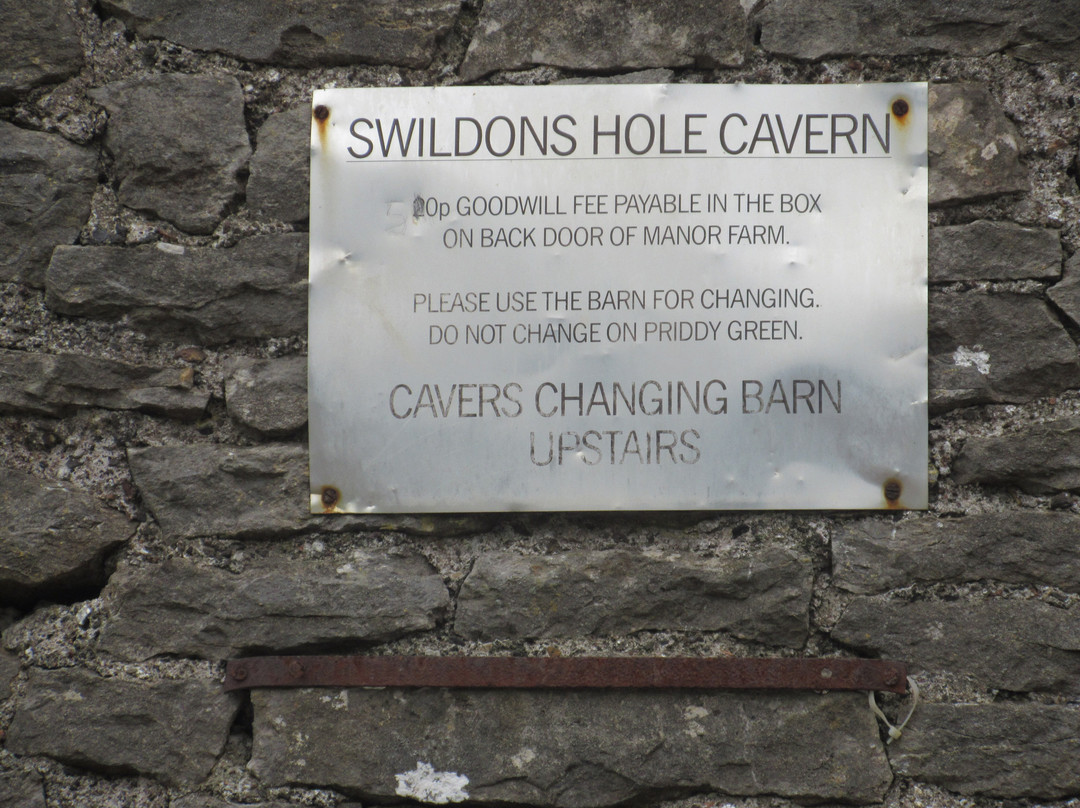 SWILDONS HOLE CAVERN
GOODWILL FEE PAYABLE IN THE BOX
ON BACK DOOR OF MANOR FARM.
PLEASE USE THE BARN FOR CHANGING.
DO NOT CHANGE ON PRIDDY GREEN.
CAVERS CHANGING BARN
UPSTAIRS